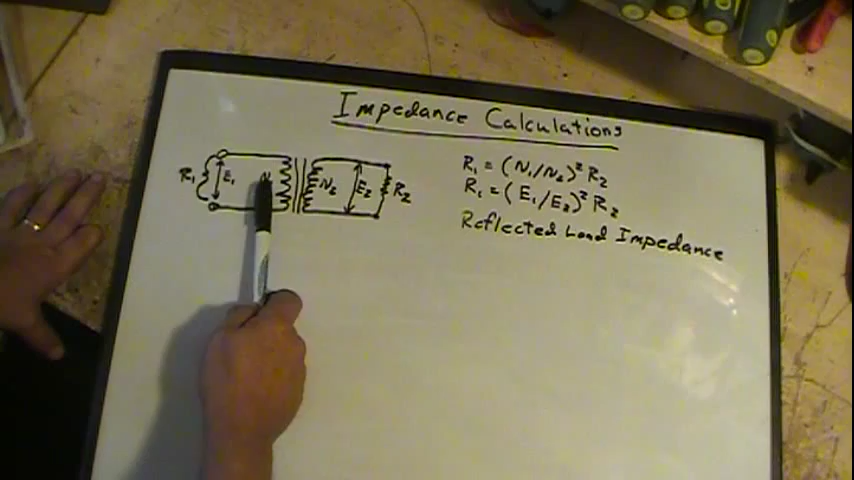 Impedance Calculations
R₁ = (N₁/N₂)² R₂
R₁ = (E₁/E₂)² R₂
Reflected Load Impedance
R₁ E₁ N₂ E₂ R₂